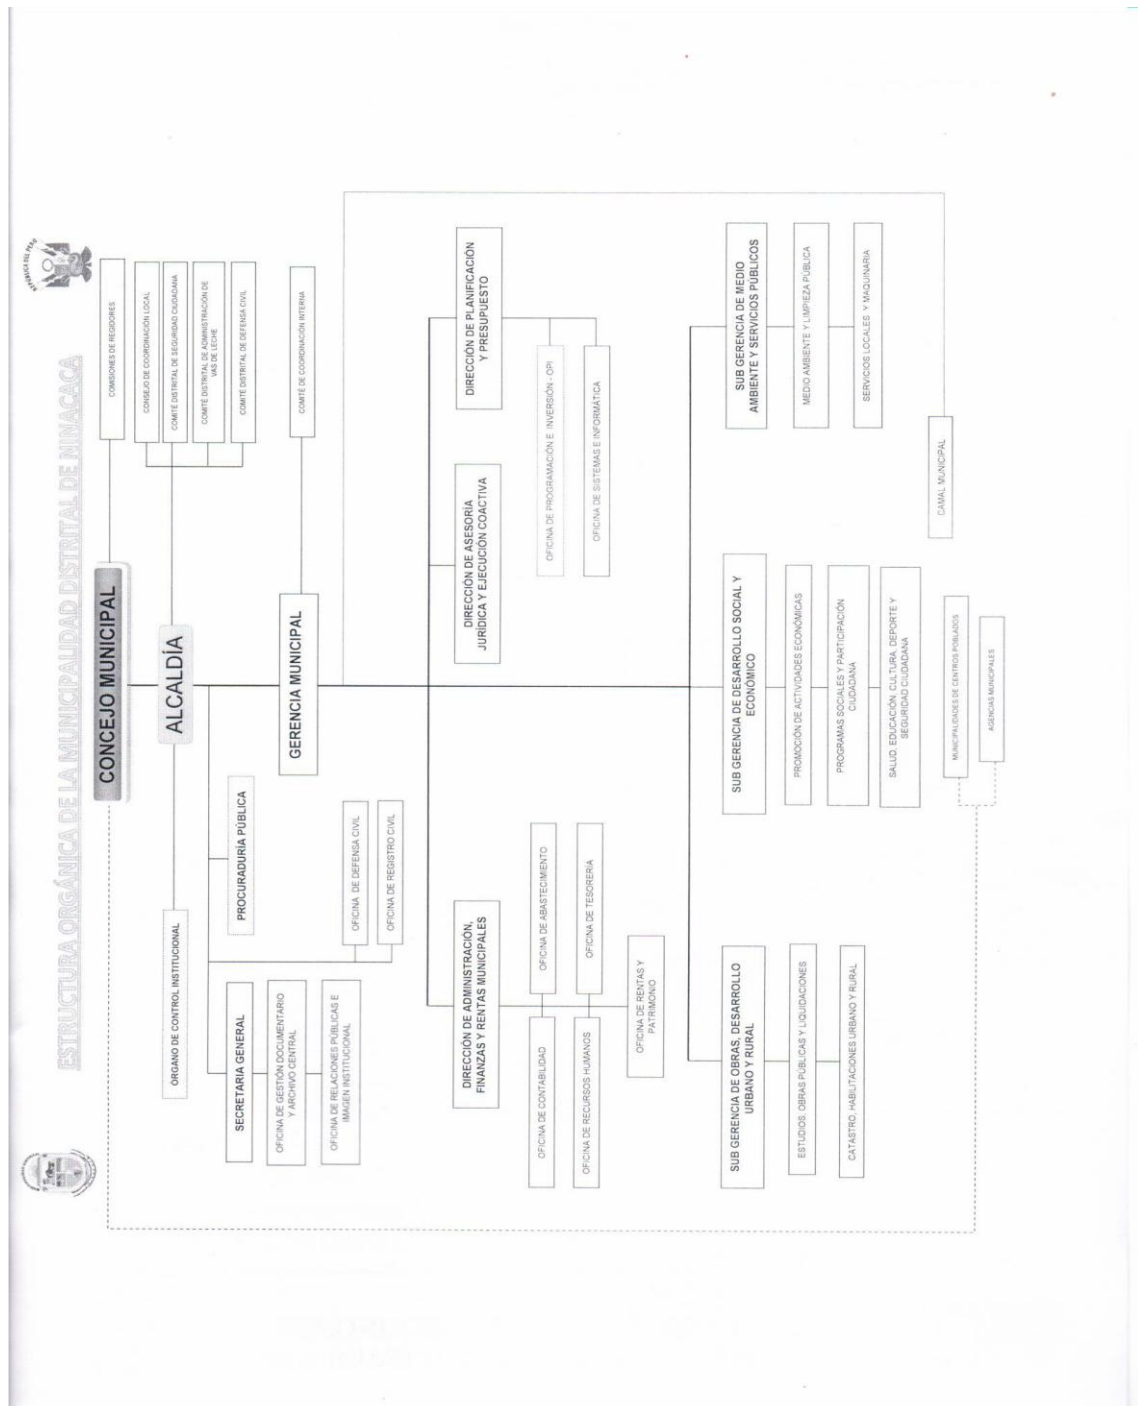 ESTRUCTURA ORGÁNICA DE LA MUNICIPALIDAD DISTRITAL DE NINACACA
REPUBLICA DEL PERU
CONCEJO MUNICIPAL
COMISIONES DE REGIDORES
ALCALDÍA
CONSEJO DE COORDINACIÓN LOCAL
COMITÉ DISTRITAL DE SEGURIDAD CIUDADANA
COMITÉ DISTRITAL DE ADMINISTRACIÓN DE
VAS DE LECHE
COMITÉ DISTRITAL DE DEFENSA CIVIL
ORGANO DE CONTROL INSTITUCIONAL
PROCURADURÍA PÚBLICA
SECRETARIA GENERAL
OFICINA DE GESTIÓN DOCUMENTARIO
Y ARCHIVO CENTRAL
OFICINA DE RELACIONES PÚBLICAS E
IMAGEN INSTITUCIONAL
OFICINA DE DEFENSA CIVIL
OFICINA DE REGISTRO CIVIL
GERENCIA MUNICIPAL
COMITÉ DE COORDINACIÓN INTERNA
DIRECCIÓN DE ADMINISTRACIÓN,
FINANZAS Y RENTAS MUNICIPALES
OFICINA DE CONTABILIDAD
OFICINA DE ABASTECIMIENTO
OFICINA DE RECURSOS HUMANOS
OFICINA DE TESORERÍA
OFICINA DE RENTAS Y
PATRIMONIO
DIRECCIÓN DE ASESORÍA
JURÍDICA Y EJECUCIÓN COACTIVA
DIRECCIÓN DE PLANIFICACIÓN
Y PRESUPUESTO
OFICINA DE PROGRAMACIÓN E INVERSIÓN - OPI
OFICINA DE SISTEMAS E INFORMÁTICA
SUB GERENCIA DE OBRAS, DESARROLLO
URBANO Y RURAL
ESTUDIOS, OBRAS PÚBLICAS Y LIQUIDACIONES
CATASTRO, HABILITACIONES URBANO Y RURAL
SUB GERENCIA DE DESARROLLO SOCIAL Y
ECONÓMICO
PROMOCIÓN DE ACTIVIDADES ECONÓMICAS
PROGRAMAS SOCIALES Y PARTICIPACIÓN
CIUDADANA
SALUD, EDUCACIÓN, CULTURA, DEPORTE Y
SEGURIDAD CIUDADANA
SUB GERENCIA DE MEDIO
AMBIENTE Y SERVICIOS PÚBLICOS
MEDIO AMBIENTE Y LIMPIEZA PÚBLICA
SERVICIOS LOCALES Y MAQUINARIA
CAMAL MUNICIPAL
MUNICIPALIDADES DE CENTROS POBLADOS
AGENCIAS MUNICIPALES